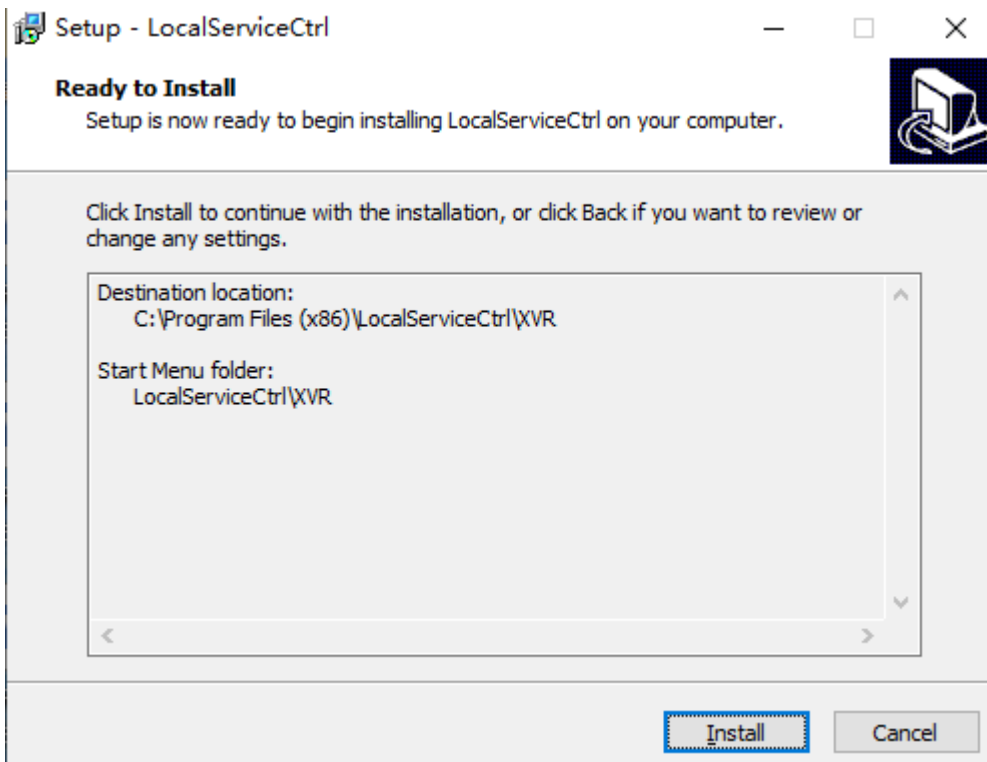 Setup - LocalServiceCtrl
Ready to Install
Setup is now ready to begin installing LocalServiceCtrl on your computer.
Click Install to continue with the installation, or click Back if you want to review or
change any settings.
Destination location:
C:\Program Files (x86)\LocalServiceCtrl\XVR
Start Menu folder:
LocalServiceCtrl\XVR
Install
Cancel